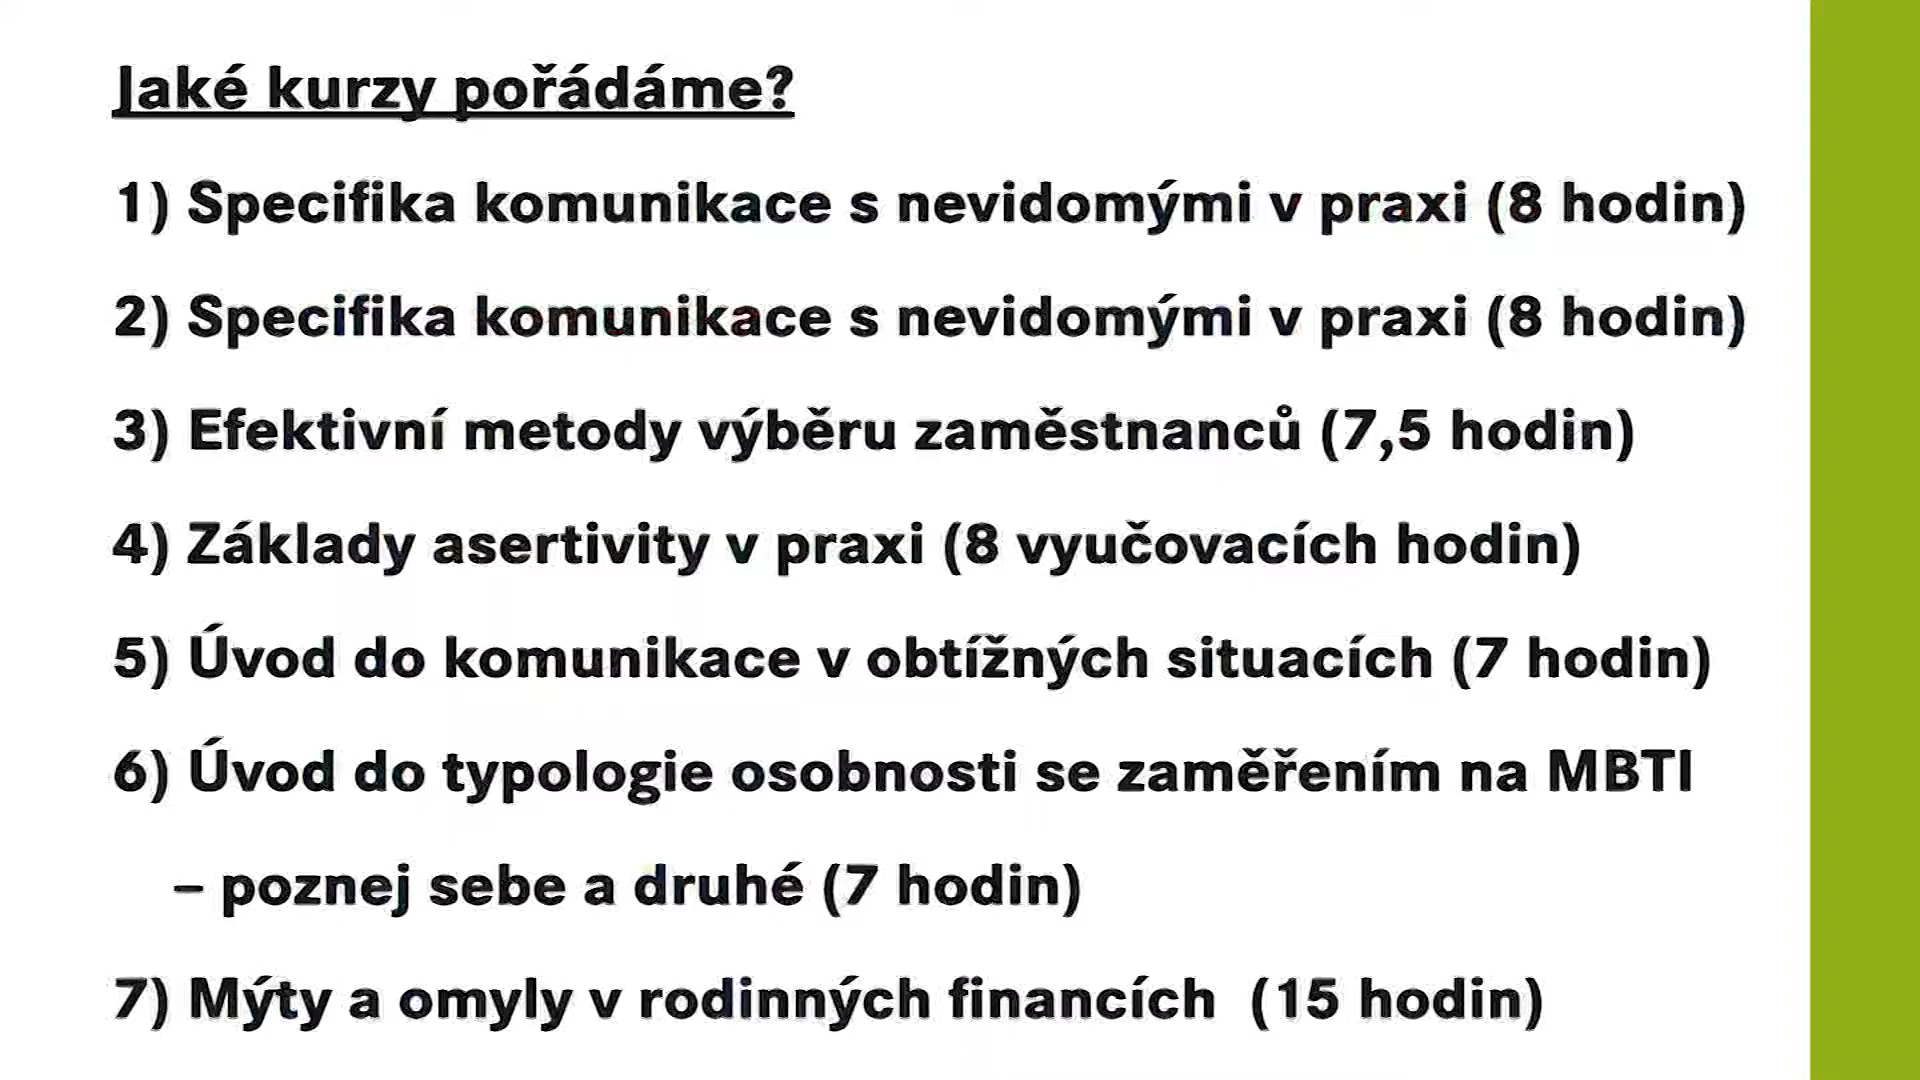 Jaké kurzy pořádáme?
1) Specifika komunikace s nevidomými v praxi (8 hodin)
2) Specifika komunikace s nevidomými v praxi (8 hodin)
3) Efektivní metody výběru zaměstnanců (7,5 hodin)
4) Základy asertivity v praxi (8 vyučovacích hodin)
5) Úvod do komunikace v obtížných situacích (7 hodin)
6) Úvod do typologie osobnosti se zaměřením na MBTI
– poznej sebe a druhé (7 hodin)
7) Mýty a omyly v rodinných financích (15 hodin)